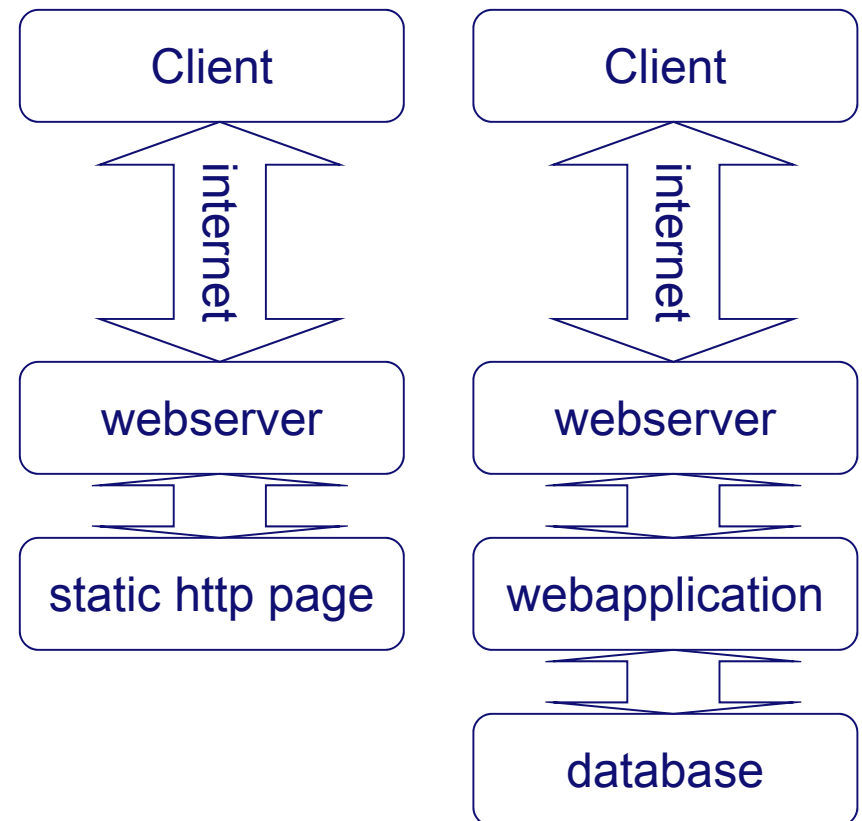 Client
internet
webserver
static http page
Client
internet
webserver
webapplication
database